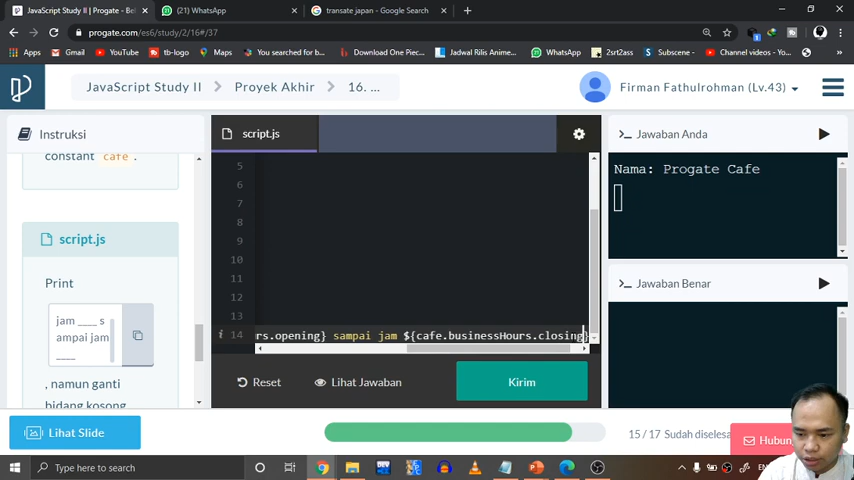 JavaScript Study II | Progate - Bel
(21) WhatsApp
transate japan - Google Search
progate.com/es6/study/2/16#/37
Apps
Gmail
YouTube
tb-logo
Maps
You searched for b...
Download One Piec...
Jadwal Rilis Anime...
WhatsApp
2srt2ass
Subscene -
Channel videos - Yo...
JavaScript Study II
Proyek Akhir
16. ...
Firman Fathulrohman (Lv.43)
Instruksi
script.js
Jawaban Anda
constant cafe .
script.js
Print
jam ____ s
ampai jam
____
, namun ganti
bidang kosong
5
6
7
8
9
10
11
12
13
14 rs.opening} sampai jam ${cafe.businessHours.closing}
Nama: Progate Cafe
Jawaban Benar
Reset
Lihat Jawaban
Kirim
Lihat Slide
15 / 17 Sudah diselesa
Hubun
Type here to search